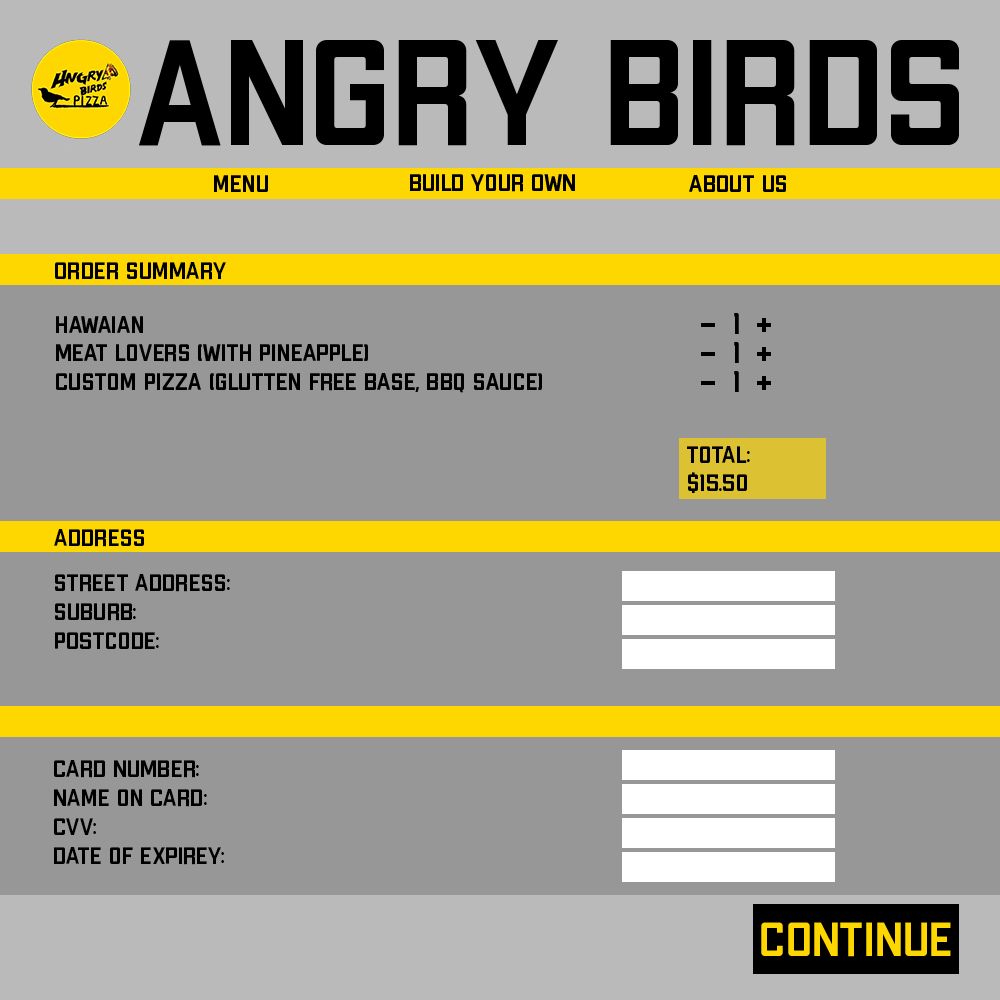 ANGRY BIRDS PIZZA
ANGRY BIRDS
MENU BUILD YOUR OWN ABOUT US
ORDER SUMMARY
HAWAIAN - 1 +
MEAT LOVERS (WITH PINEAPPLE) - 1 +
CUSTOM PIZZA (GLUTTEN FREE BASE, BBQ SAUCE) - 1 +
TOTAL:
$15.50
ADDRESS
STREET ADDRESS:
SUBURB:
POSTCODE:
CARD NUMBER:
NAME ON CARD:
CVV:
DATE OF EXPIREY:
CONTINUE